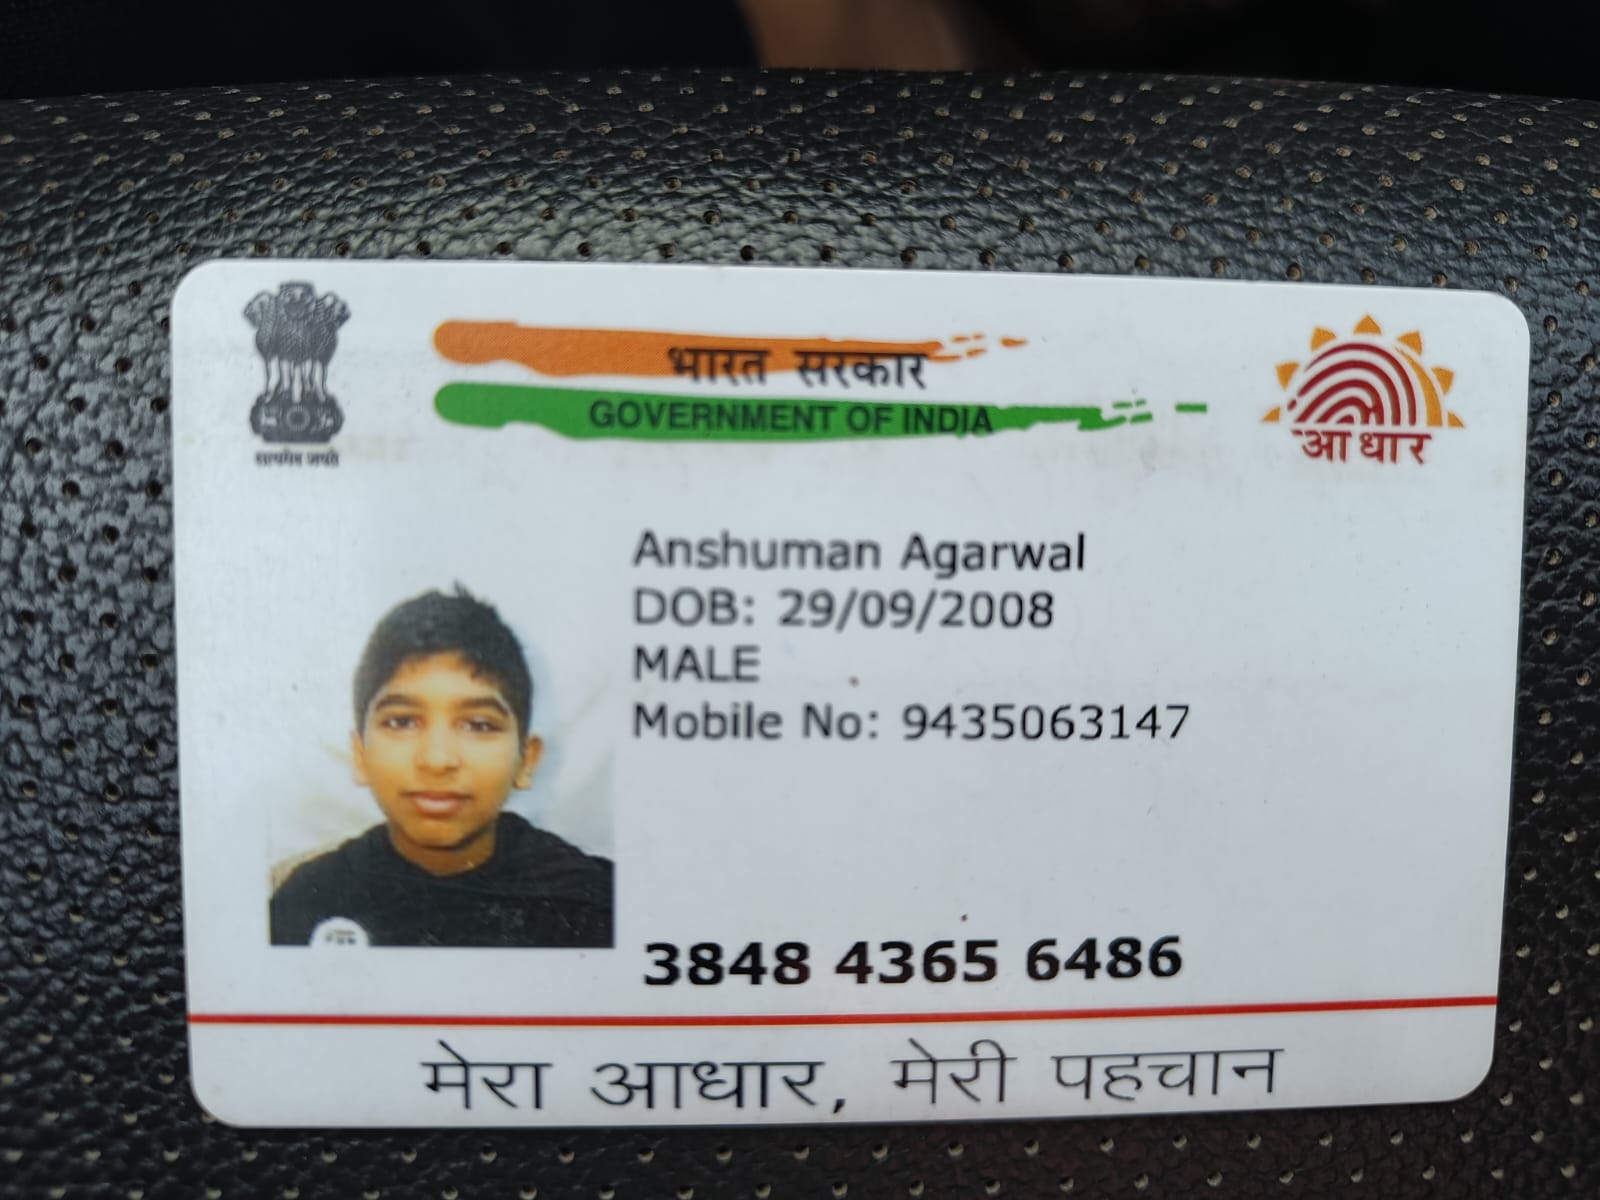 भारत सरकार
GOVERNMENT OF INDIA
सत्यमेव जयते
आधार
Anshuman Agarwal
DOB: 29/09/2008
MALE
Mobile No: 9435063147
3848 4365 6486
मेरा आधार, मेरी पहचान